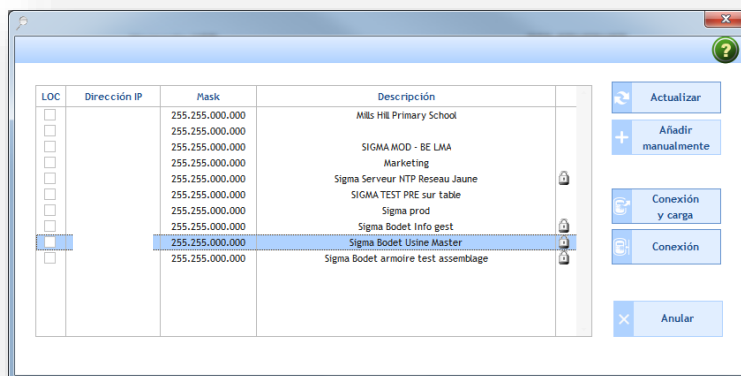 ?
LOC Dirección IP Mask Descripción
255.255.000.000 Mills Hill Primary School
255.255.000.000
255.255.000.000 SIGMA MOD - BE LMA
255.255.000.000 Marketing
255.255.000.000 Sigma Serveur NTP Reseau Jaune
255.255.000.000 SIGMA TEST PRE sur table
255.255.000.000 Sigma prod
255.255.000.000 Sigma Bodet Info gest
255.255.000.000 Sigma Bodet Usine Master
255.255.000.000 Sigma Bodet armoire test assemblage
Actualizar
Añadir
manualmente
Conexión
y carga
Conexión
Anular